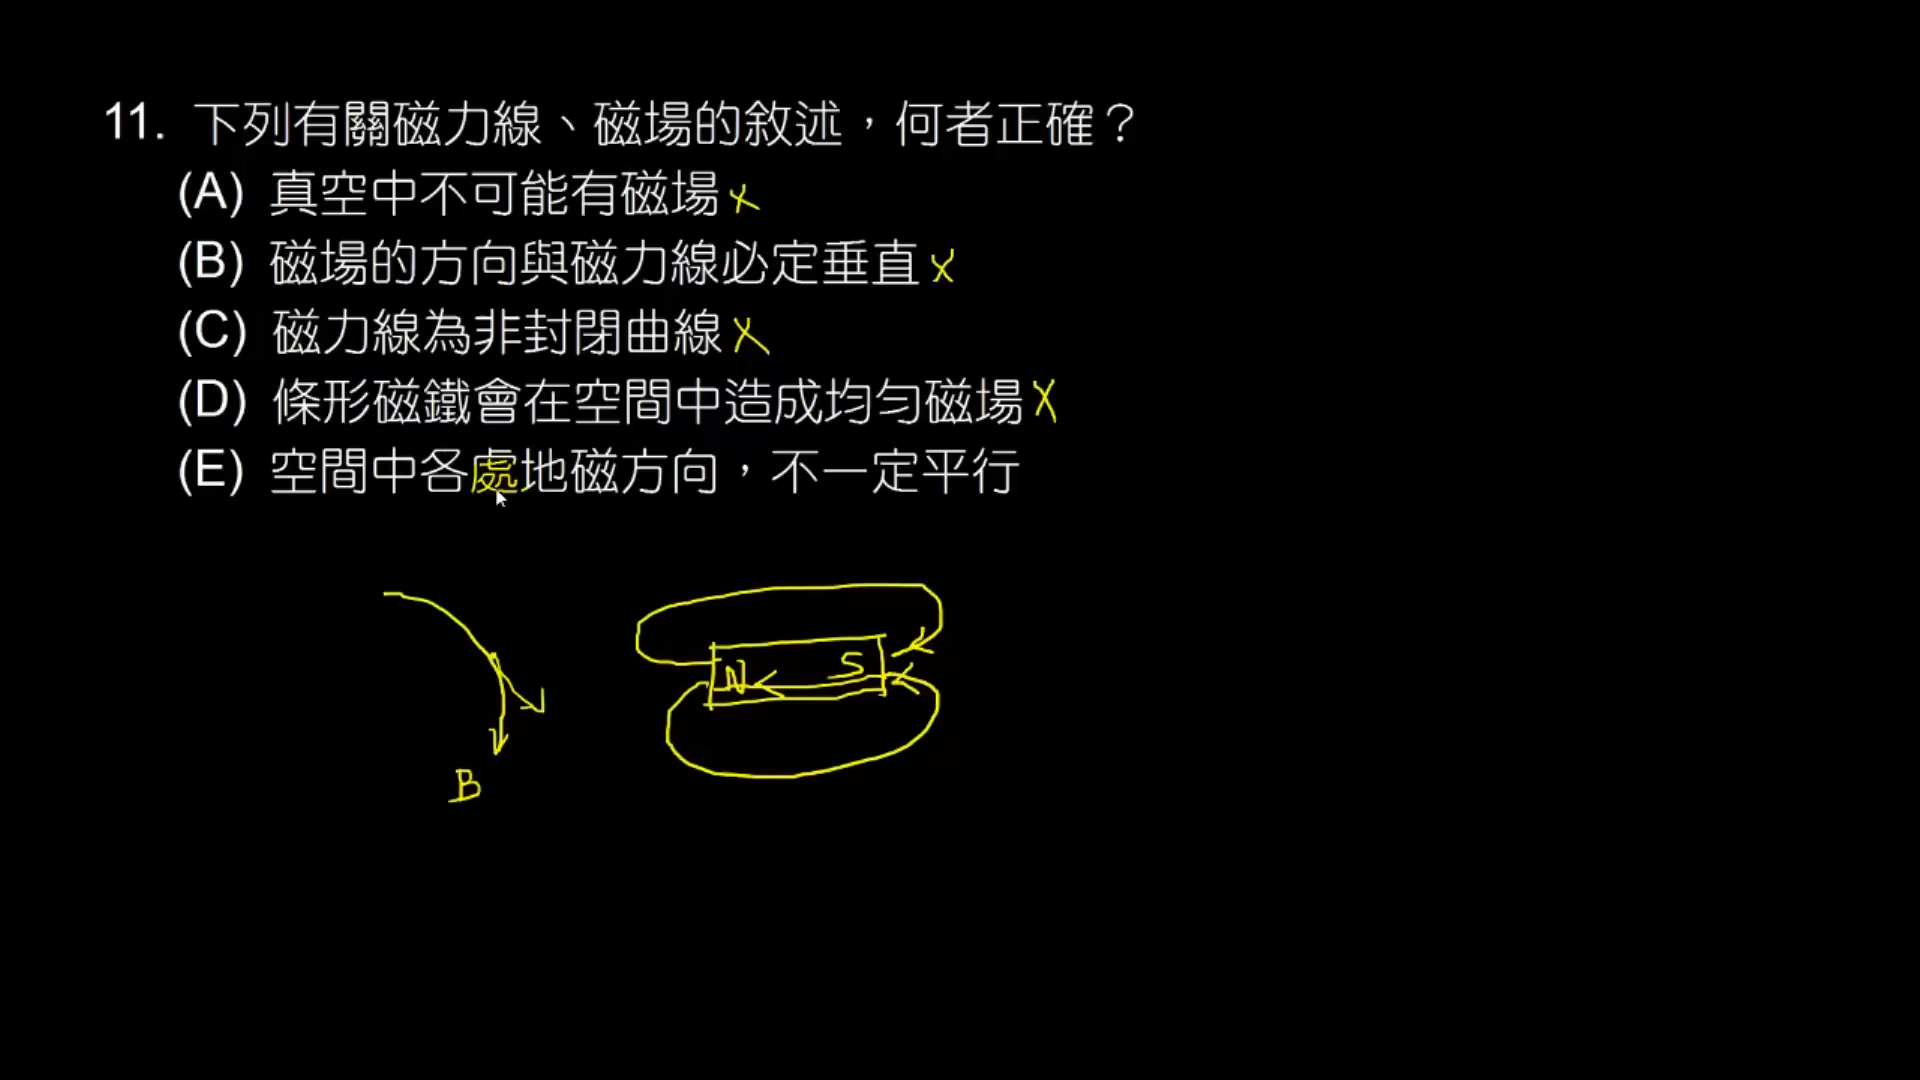 11. 下列有關磁力線、磁場的敘述，何者正確？
(A) 真空中不可能有磁場 x
(B) 磁場的方向與磁力線必定垂直 x
(C) 磁力線為非封閉曲線 X
(D) 條形磁鐵會在空間中造成均勻磁場 X
(E) 空間中各處地磁方向，不一定平行
N S
B